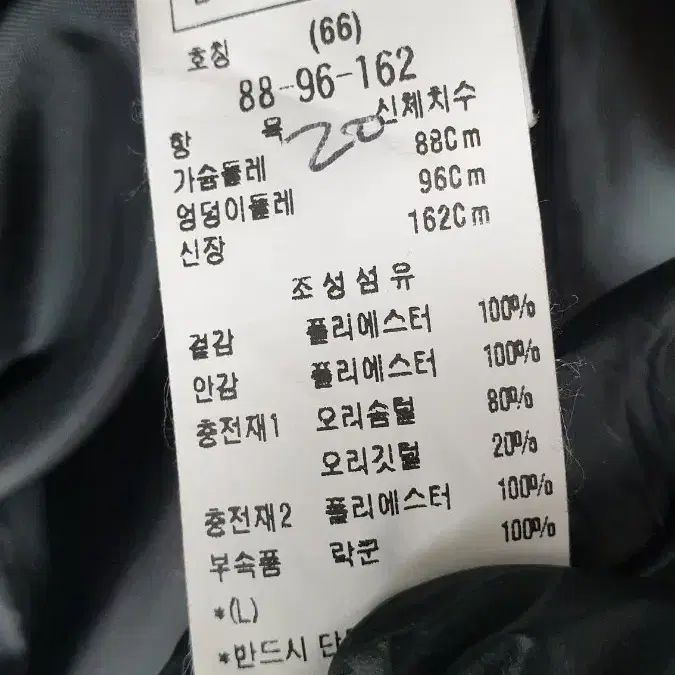 호칭 (66)
88-96-162
항 목 20 신체치수
가슴둘레 88Cm
엉덩이둘레 96Cm
신장 162Cm
조성섬유
겉감 폴리에스터 100%
안감 폴리에스터 100%
충전재1 오리솜털 80%
오리깃털 20%
충전재2 폴리에스터 100%
부속품 락쿤 100%
*(L)
*반드시 단